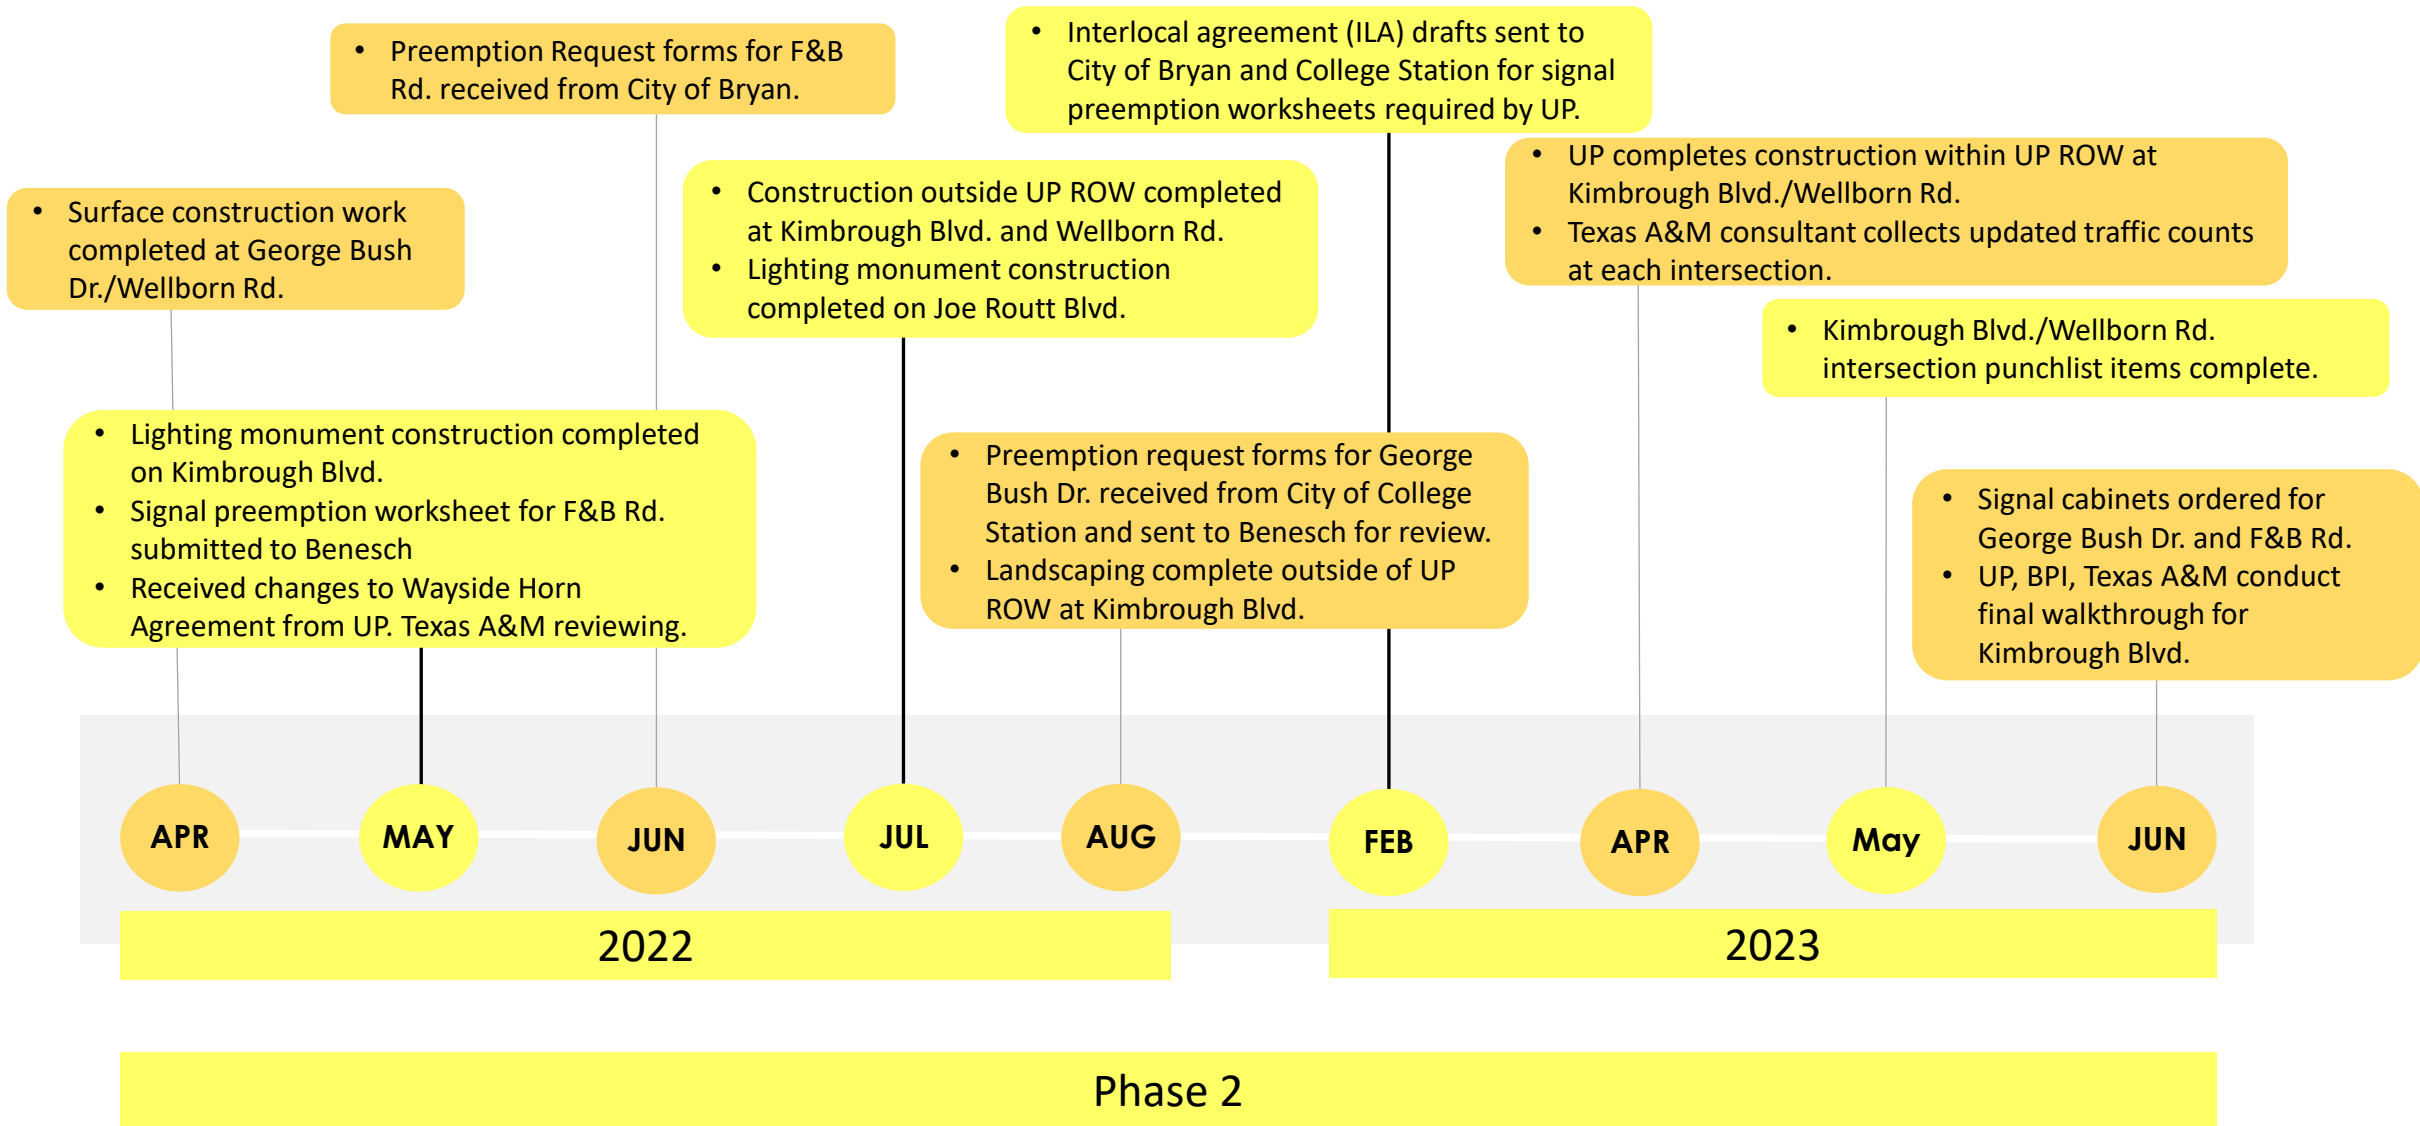 • Preemption Request forms for F&B
Rd. received from City of Bryan.
• Interlocal agreement (ILA) drafts sent to
City of Bryan and College Station for signal
preemption worksheets required by UP.
• Surface construction work
completed at George Bush
Dr./Wellborn Rd.
• Construction outside UP ROW completed
at Kimbrough Blvd. and Wellborn Rd.
• Lighting monument construction
completed on Joe Routt Blvd.
• UP completes construction within UP ROW at
Kimbrough Blvd./Wellborn Rd.
• Texas A&M consultant collects updated traffic counts
at each intersection.
• Kimbrough Blvd./Wellborn Rd.
intersection punchlist items complete.
• Lighting monument construction completed
on Kimbrough Blvd.
• Signal preemption worksheet for F&B Rd.
submitted to Benesch
• Received changes to Wayside Horn
Agreement from UP. Texas A&M reviewing.
• Preemption request forms for George
Bush Dr. received from City of College
Station and sent to Benesch for review.
• Landscaping complete outside of UP
ROW at Kimbrough Blvd.
• Signal cabinets ordered for
George Bush Dr. and F&B Rd.
• UP, BPI, Texas A&M conduct
final walkthrough for
Kimbrough Blvd.
APR MAY JUN JUL AUG FEB APR May JUN
2022 2023
Phase 2